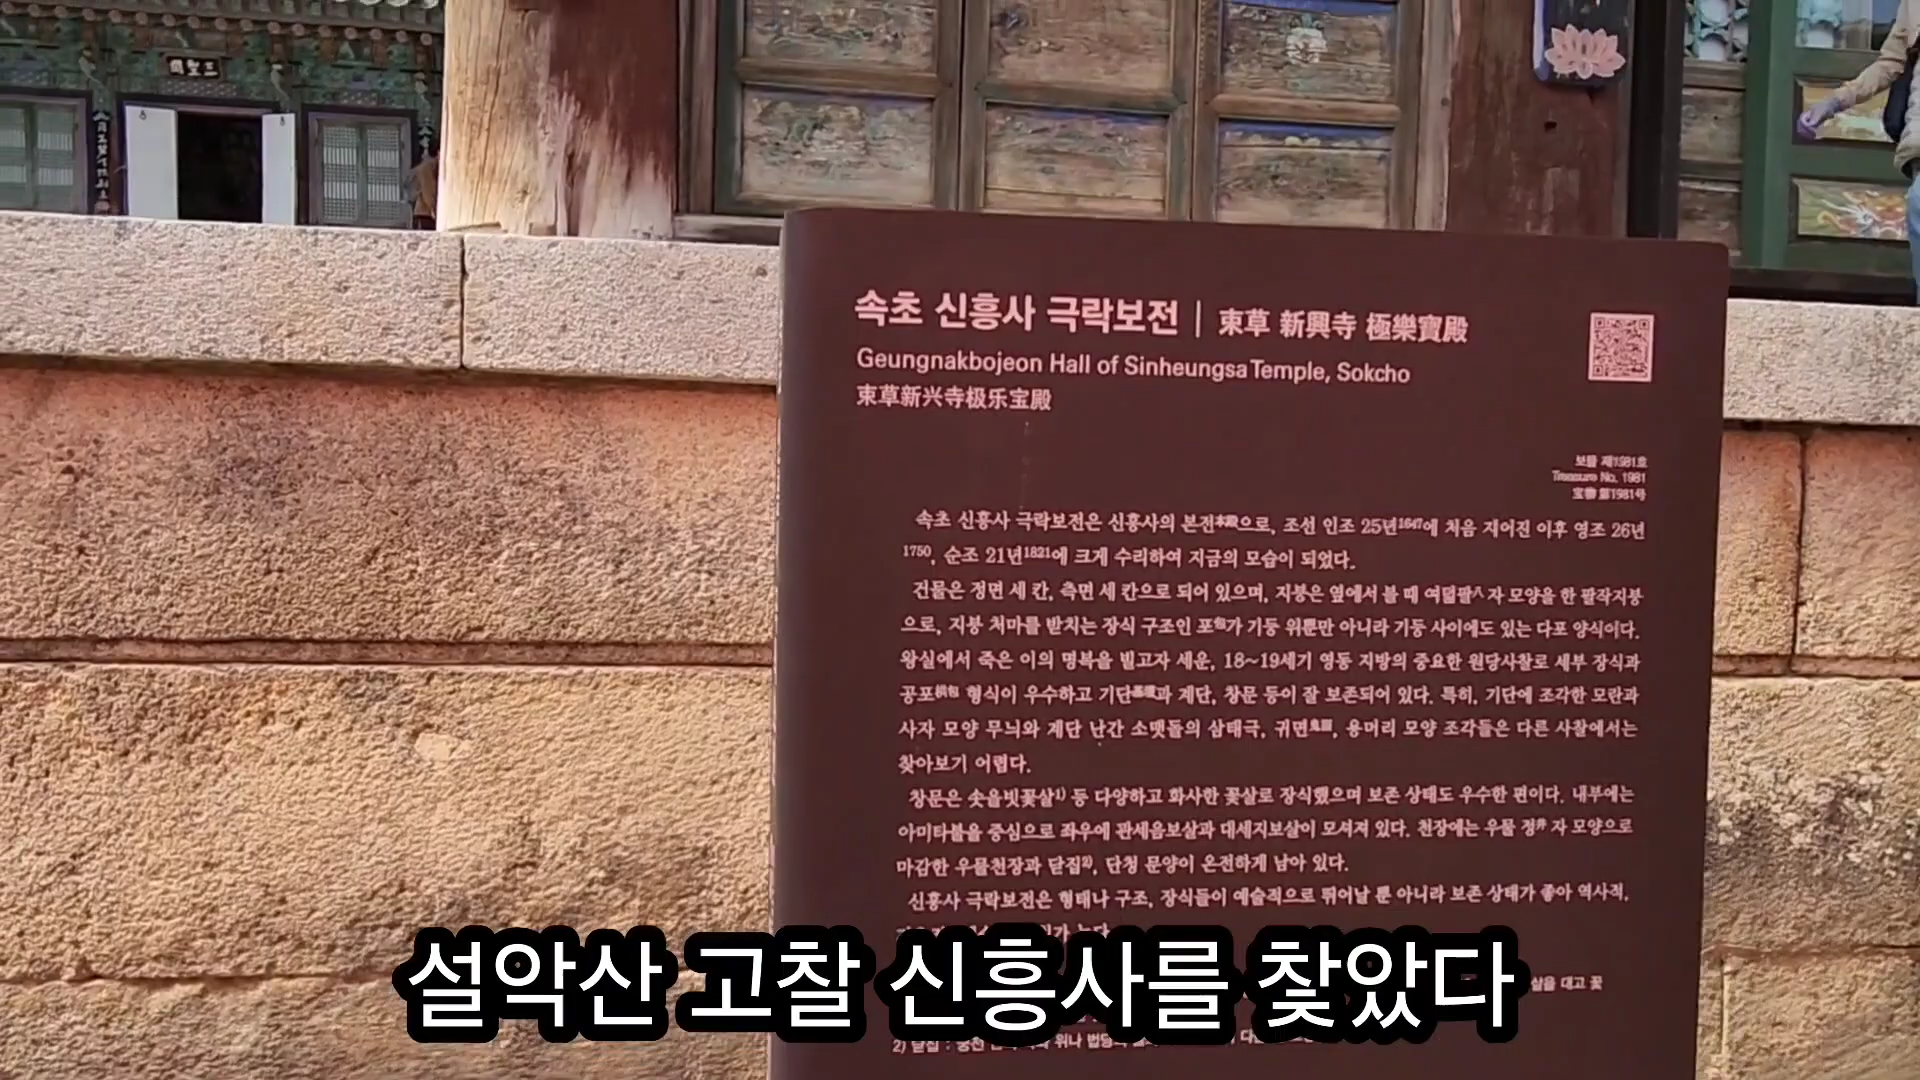 속초 신흥사 극락보전 | 束草 新興寺 極樂寶殿
Geungnakbojeon Hall of Sinheungsa Temple, Sokcho
束草新兴寺极乐宝殿
보물 제1981호
Treasure No. 1981
宝物 第1981号
속초 신흥사 극락보전은 신흥사의 본전本殿으로, 조선 인조 25년1647에 처음 지어진 이후 영조 26년
1750, 순조 21년1821에 크게 수리하여 지금의 모습이 되었다.
건물은 정면 세 칸, 측면 세 칸으로 되어 있으며, 지붕은 옆에서 볼 때 여덟팔八 자 모양을 한 팔작지붕
으로, 지붕 처마를 받치는 장식 구조인 포包가 기둥 위뿐만 아니라 기둥 사이에도 있는 다포 양식이다.
왕실에서 죽은 이의 명복을 빌고자 세운, 18~19세기 영동 지방의 중요한 원당사찰로 세부 장식과
공포栱包 형식이 우수하고 기단基壇과 계단, 창문 등이 잘 보존되어 있다. 특히, 기단에 조각한 모란과
사자 모양 무늬와 계단 난간 소맷돌의 삼태극, 귀면鬼面, 용머리 모양 조각들은 다른 사찰에서는
찾아보기 어렵다.
창문은 솟을빗꽃살1) 등 다양하고 화사한 꽃살로 장식했으며 보존 상태도 우수한 편이다. 내부에는
아미타불을 중심으로 좌우에 관세음보살과 대세지보살이 모셔져 있다. 천장에는 우물 정井 자 모양으로
마감한 우물천장과 닫집2), 단청 문양이 온전하게 남아 있다.
신흥사 극락보전은 형태나 구조, 장식들이 예술적으로 뛰어날 뿐 아니라 보존 상태가 좋아 역사적,
살을 대고 꽃
2) 닫집 :
위나 법당의
설악산 고찰 신흥사를 찿았다